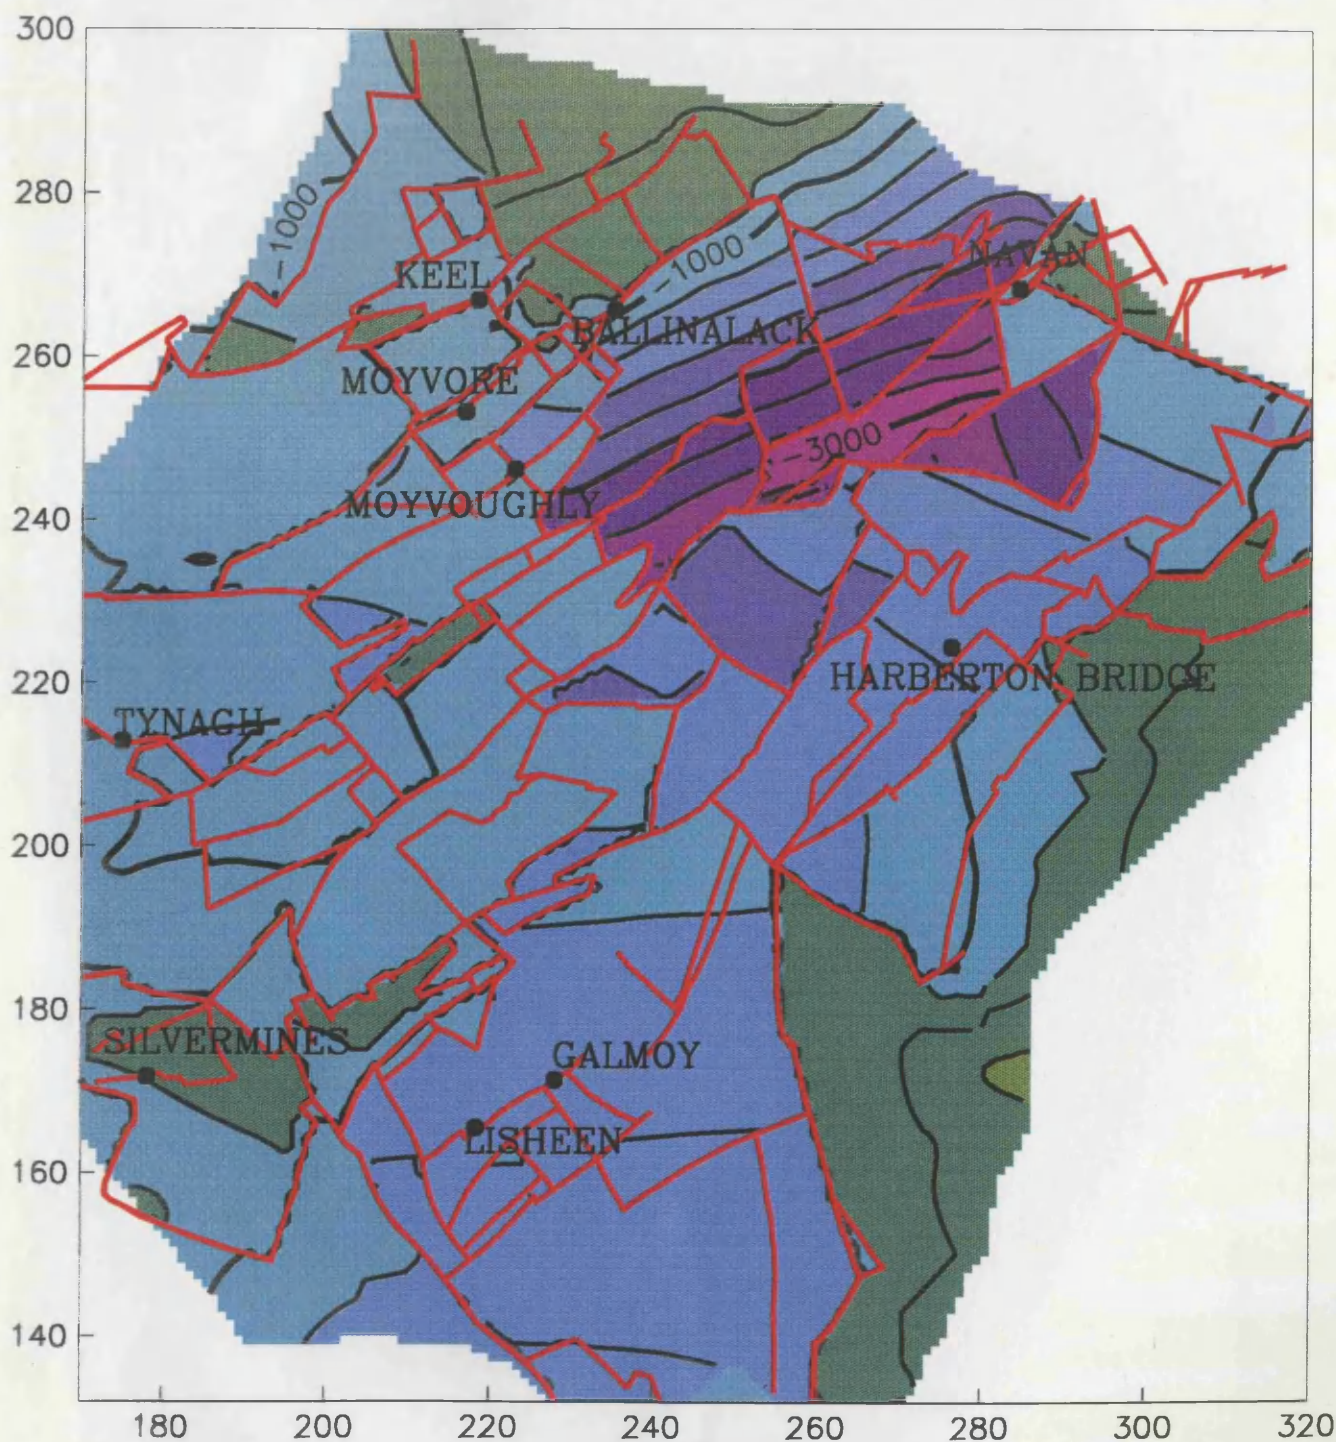 300
280
-1000
KEEL
-1000
NAVAN
BALLINALACK
260
MOYVORE
-3000
MOYVOUGHLY
240
HARBERTON BRIDGE
220
TYNAGH
200
180
SILVERMINES
GALMOY
LISHEEN
160
140
180 200 220 240 260 280 300 320